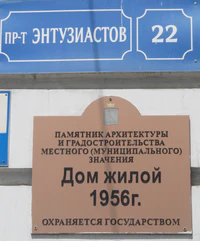 ПР-Т ЭНТУЗИАСТОВ 22
ПАМЯТНИК АРХИТЕКТУРЫ
И ГРАДОСТРОИТЕЛЬСТВА
МЕСТНОГО (МУНИЦИПАЛЬНОГО)
ЗНАЧЕНИЯ
Дом жилой
1956г.
ОХРАНЯЕТСЯ ГОСУДАРСТВОМ